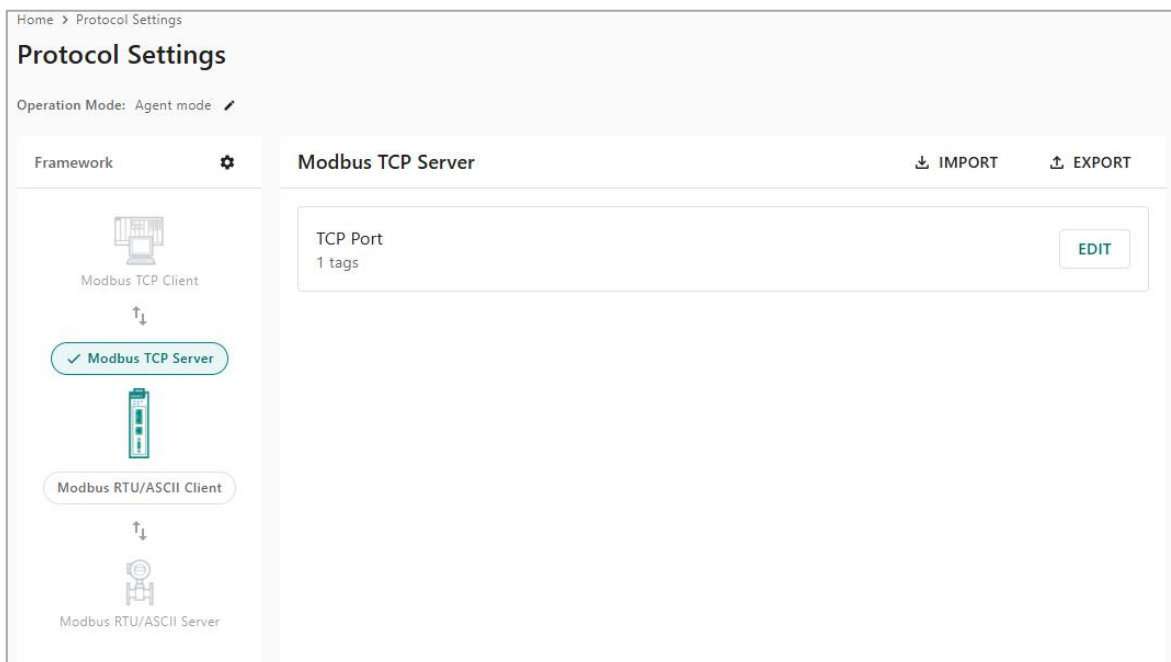 Home > Protocol Settings
Protocol Settings
Operation Mode: Agent mode
Framework
Modbus TCP Client
Modbus TCP Server
Modbus RTU/ASCII Client
Modbus RTU/ASCII Server
Modbus TCP Server
IMPORT
EXPORT
TCP Port
1 tags
EDIT